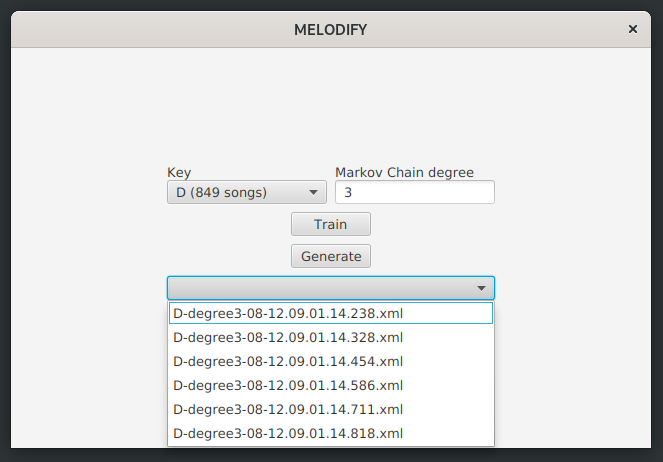 MELODIFY
Key
Markov Chain degree
D (849 songs)
3
Train
Generate
D-degree3-08-12.09.01.14.238.xml
D-degree3-08-12.09.01.14.328.xml
D-degree3-08-12.09.01.14.454.xml
D-degree3-08-12.09.01.14.586.xml
D-degree3-08-12.09.01.14.711.xml
D-degree3-08-12.09.01.14.818.xml